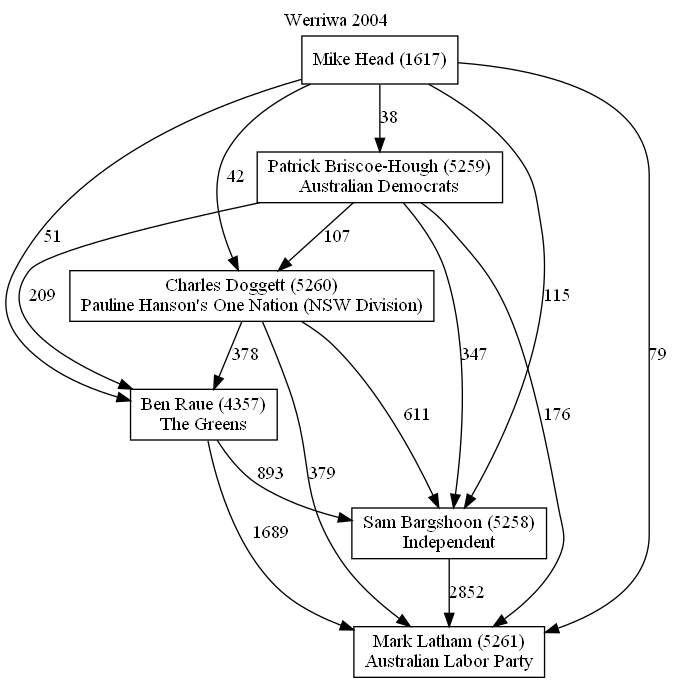 Werriwa 2004
Mike Head (1617)
38
Patrick Briscoe-Hough (5259)
Australian Democrats
42
51
107
115
209
Charles Doggett (5260)
Pauline Hanson's One Nation (NSW Division)
378
347
79
Ben Raue (4357)
The Greens
611
176
893
379
1689
Sam Bargshoon (5258)
Independent
2852
Mark Latham (5261)
Australian Labor Party